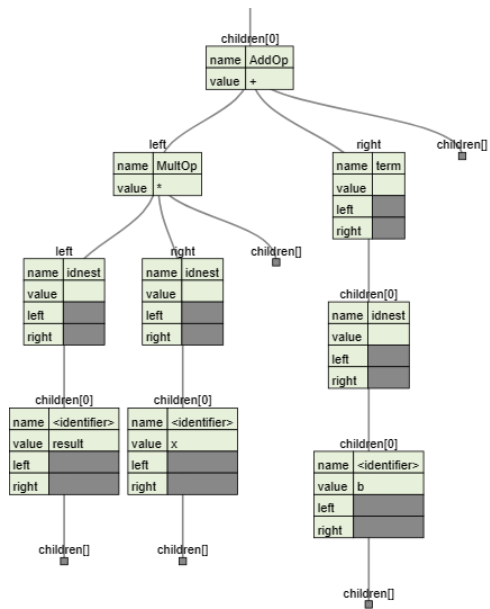 children[0]
name AddOp
value +
left
name MultOp
value *
right
name term
value
left
right
children[]
left
name idnest
value
left
right
right
name idnest
value
left
right
children[]
children[0]
name idnest
value
left
right
children[0]
name <identifier>
value result
left
right
children[0]
name <identifier>
value x
left
right
children[0]
name <identifier>
value b
left
right
children[]
children[]
children[]